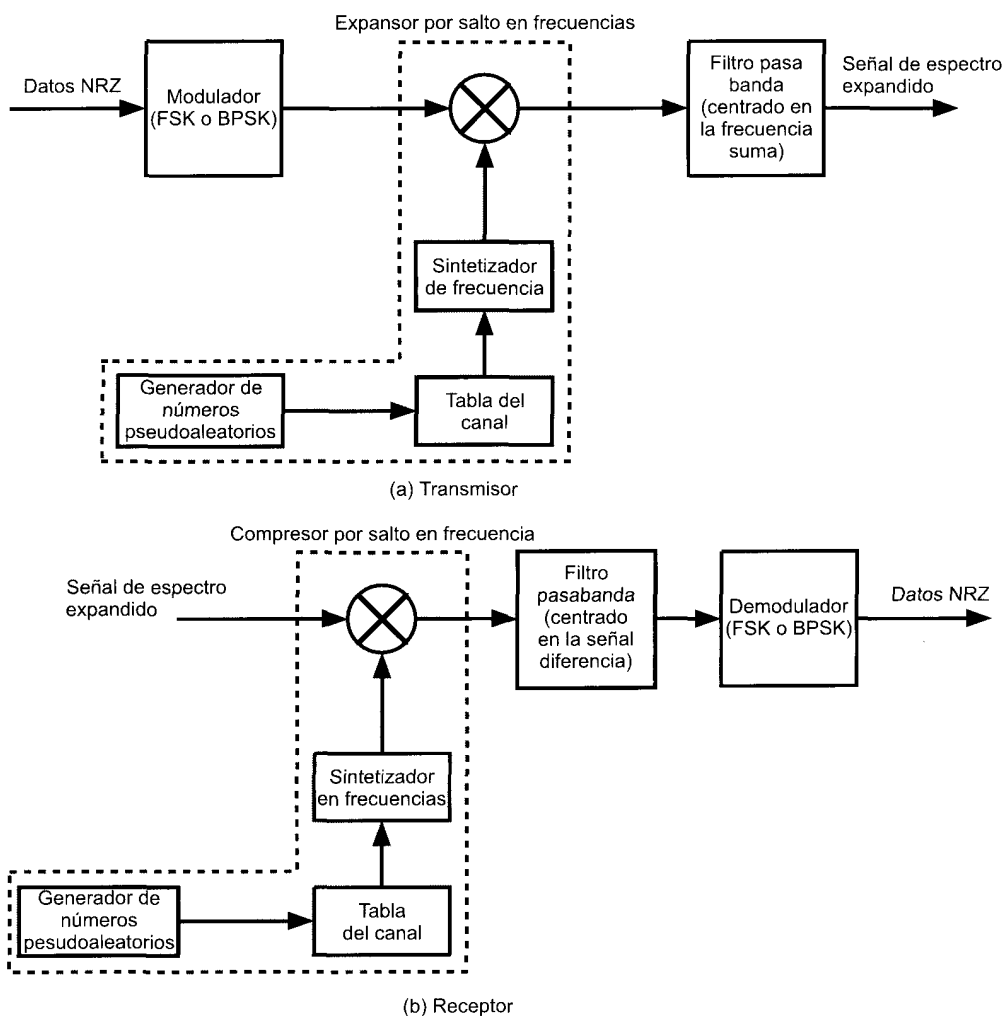 Expansor por salto en frecuencias
Datos NRZ
Modulador
(FSK o BPSK)
Filtro pasa
banda
(centrado en
la frecuencia
suma)
Señal de espectro
expandido
Sintetizador
de frecuencia
Generador de
números
pseudoaleatorios
Tabla del
canal
(a) Transmisor
Compresor por salto en frecuencia
Señal de espectro
expandido
Filtro
pasabanda
(centrado
en la señal
diferencia)
Demodulador
(FSK o BPSK)
Datos NRZ
Sintetizador
en frecuencias
Generador de
números
pesudoaleatorios
Tabla
del canal
(b) Receptor